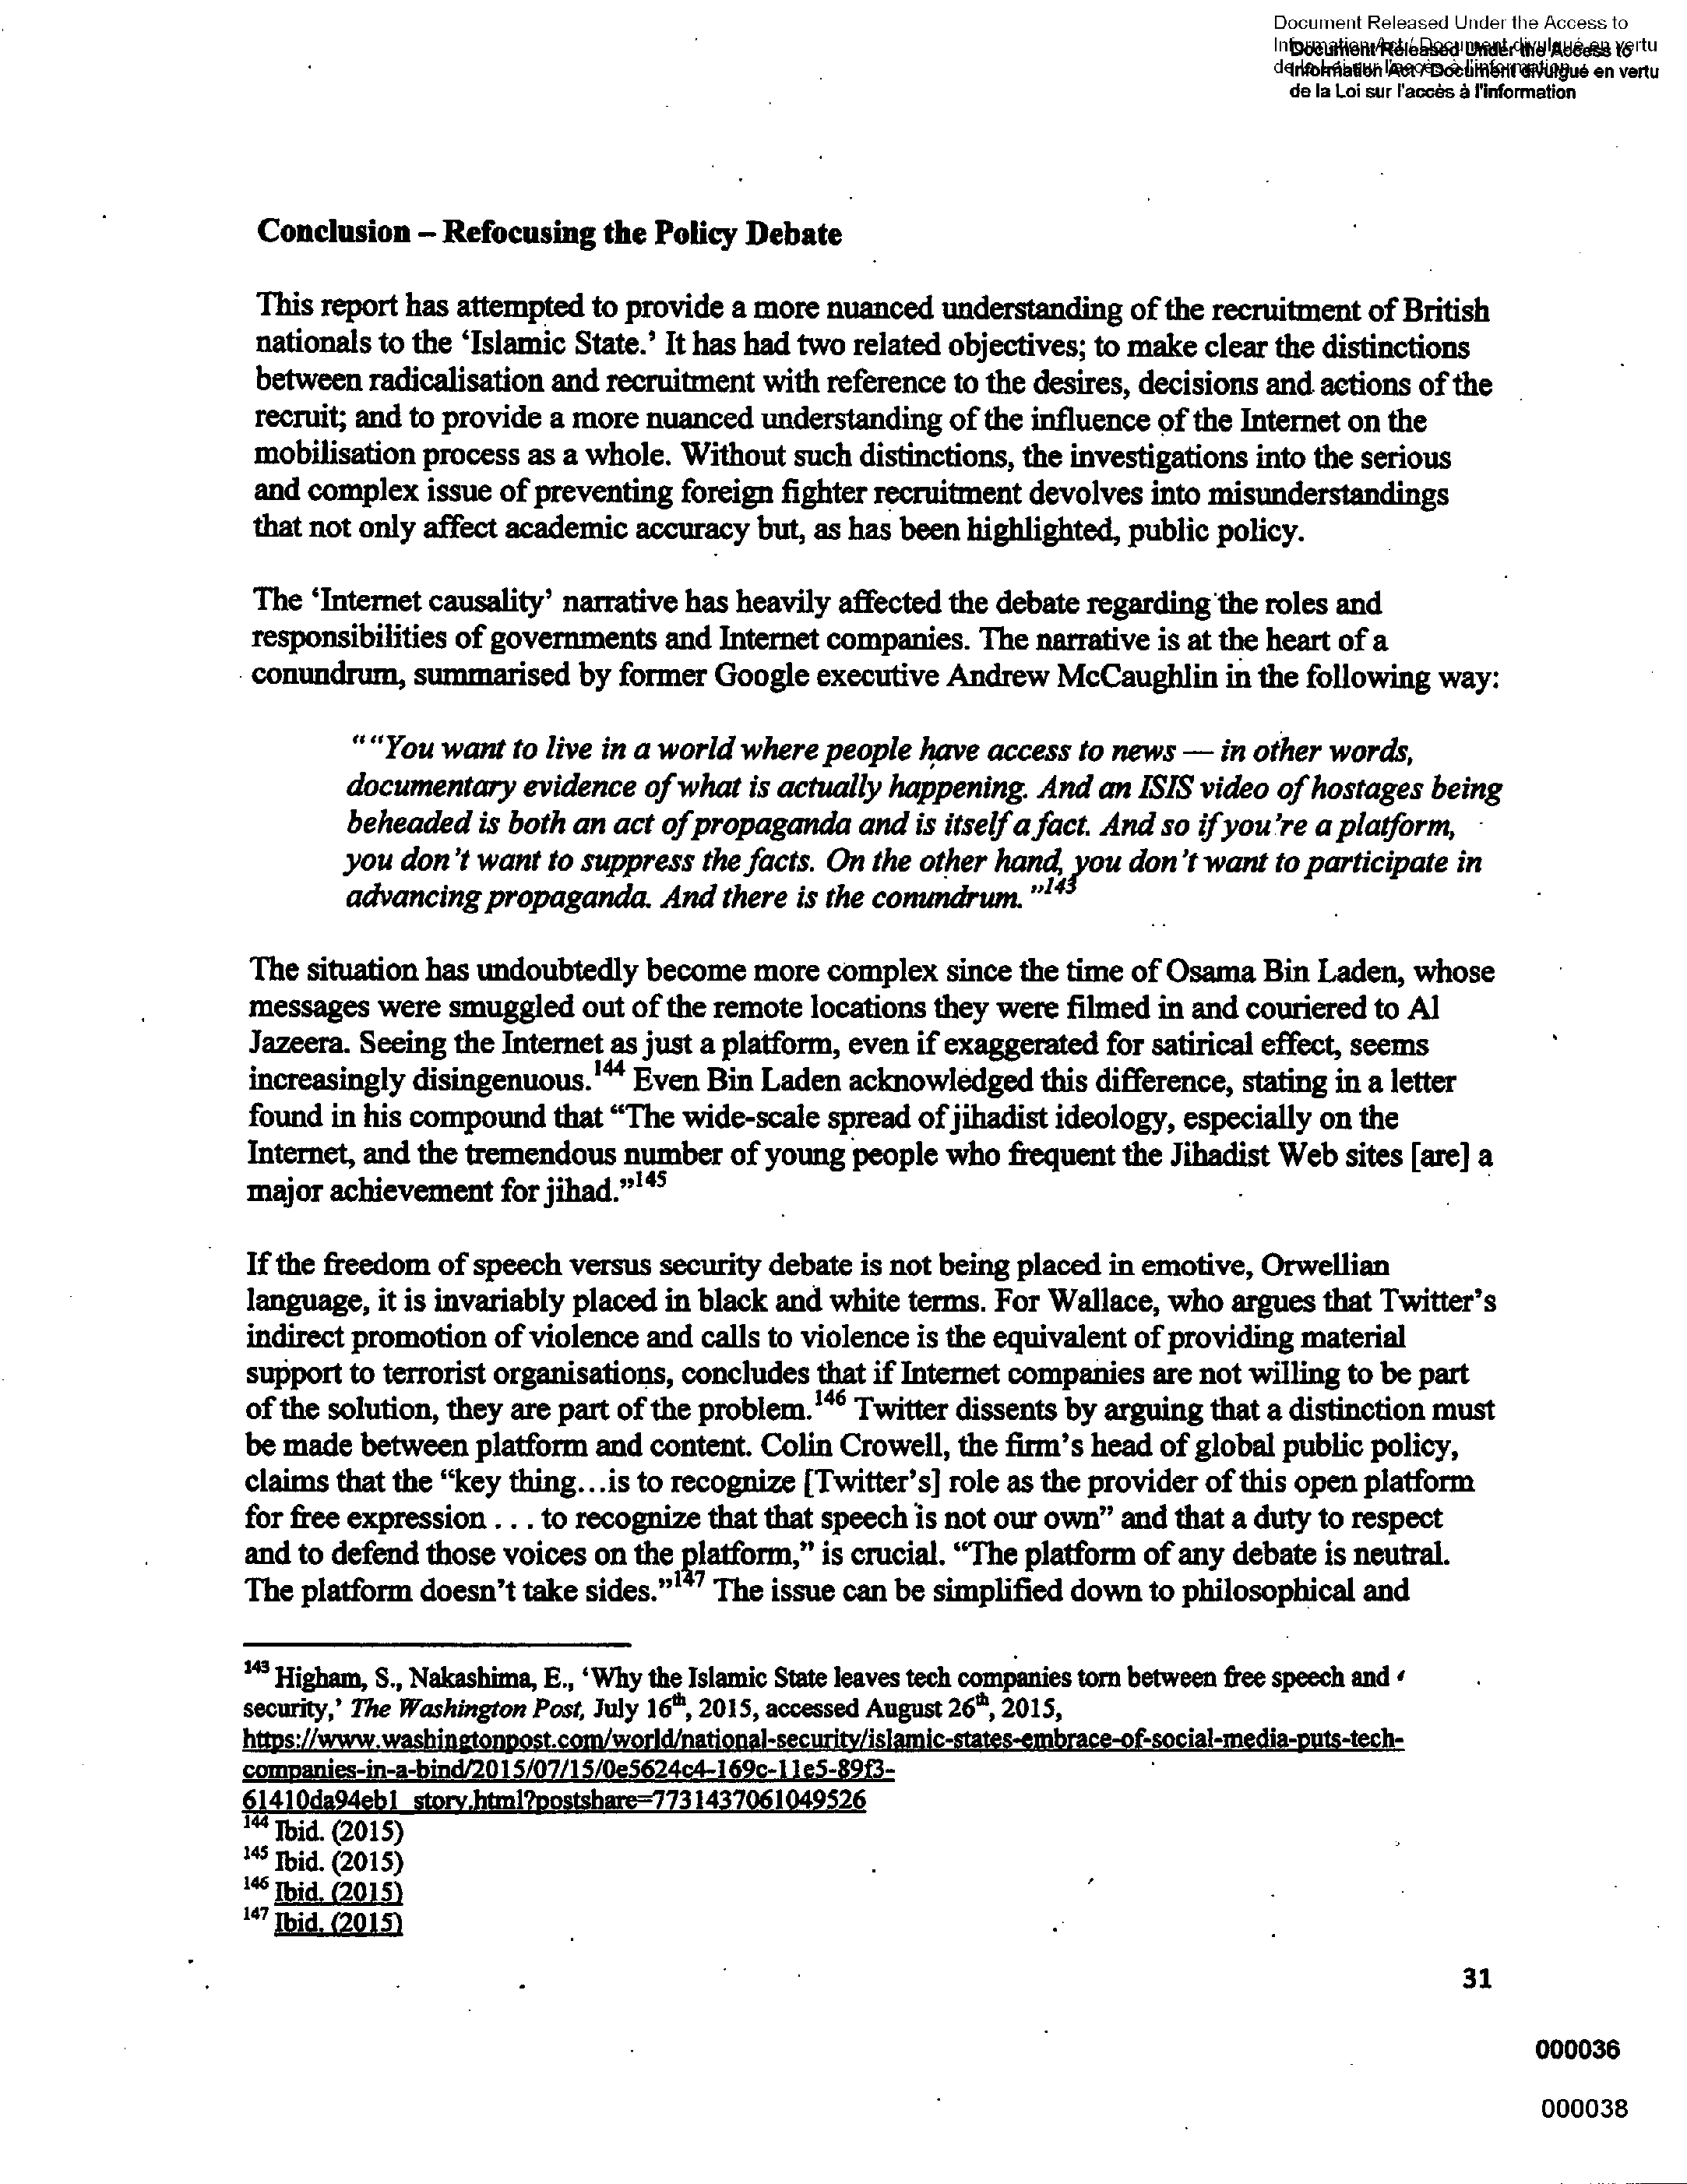 Document Released Under the Access to
Information Act / Document divulgué en vertu
de la Loi sur l'accès à l'information
Document Released Under the Access to
Information Act / Document divulgué en vertu
de la Loi sur l'accès à l'information
Conclusion – Refocusing the Policy Debate
This report has attempted to provide a more nuanced understanding of the recruitment of British
nationals to the ‘Islamic State.’ It has had two related objectives; to make clear the distinctions
between radicalisation and recruitment with reference to the desires, decisions and actions of the
recruit; and to provide a more nuanced understanding of the influence of the Internet on the
mobilisation process as a whole. Without such distinctions, the investigations into the serious
and complex issue of preventing foreign fighter recruitment devolves into misunderstandings
that not only affect academic accuracy but, as has been highlighted, public policy.
The ‘Internet causality’ narrative has heavily affected the debate regarding the roles and
responsibilities of governments and Internet companies. The narrative is at the heart of a
conundrum, summarised by former Google executive Andrew McCaughlin in the following way:
““You want to live in a world where people have access to news — in other words,
documentary evidence of what is actually happening. And an ISIS video of hostages being
beheaded is both an act of propaganda and is itself a fact. And so if you’re a platform,
you don’t want to suppress the facts. On the other hand, you don’t want to participate in
advancing propaganda. And there is the conundrum.”143
The situation has undoubtedly become more complex since the time of Osama Bin Laden, whose
messages were smuggled out of the remote locations they were filmed in and couriered to Al
Jazeera. Seeing the Internet as just a platform, even if exaggerated for satirical effect, seems
increasingly disingenuous.144 Even Bin Laden acknowledged this difference, stating in a letter
found in his compound that “The wide-scale spread of jihadist ideology, especially on the
Internet, and the tremendous number of young people who frequent the Jihadist Web sites [are] a
major achievement for jihad.”145
If the freedom of speech versus security debate is not being placed in emotive, Orwellian
language, it is invariably placed in black and white terms. For Wallace, who argues that Twitter’s
indirect promotion of violence and calls to violence is the equivalent of providing material
support to terrorist organisations, concludes that if Internet companies are not willing to be part
of the solution, they are part of the problem.146 Twitter dissents by arguing that a distinction must
be made between platform and content. Colin Crowell, the firm’s head of global public policy,
claims that the “key thing…is to recognize [Twitter’s] role as the provider of this open platform
for free expression . . . to recognize that that speech is not our own” and that a duty to respect
and to defend those voices on the platform,” is crucial. “The platform of any debate is neutral.
The platform doesn’t take sides.”147 The issue can be simplified down to philosophical and
143 Higham, S., Nakashima, E., ‘Why the Islamic State leaves tech companies torn between free speech and
security,’ The Washington Post, July 16th, 2015, accessed August 26th, 2015,
https://www.washingtonpost.com/world/national-security/islamic-states-embrace-of-social-media-puts-tech-
companies-in-a-bind/2015/07/15/0e5624c4-169c-11e5-89f3-
61410da94eb1_story.html?postshare=7731437061049526
144 Ibid. (2015)
145 Ibid. (2015)
146 Ibid. (2015)
147 Ibid. (2015)
31
000036
000038